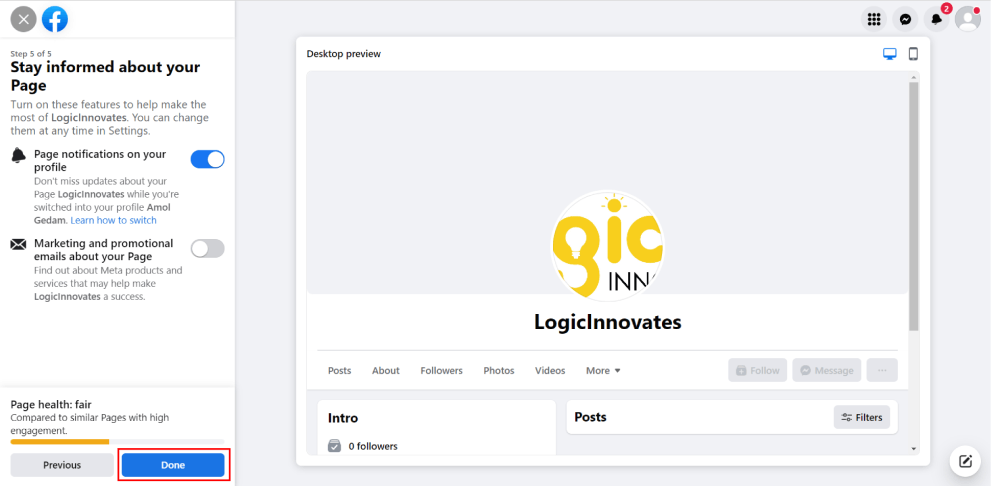 2
Step 5 of 5
Stay informed about your
Page
Turn on these features to help make the
most of LogicInnovates. You can change
them at any time in Settings.
Page notifications on your
profile
Don't miss updates about your
Page LogicInnovates while you're
switched into your profile Amol
Gedam. Learn how to switch
Marketing and promotional
emails about your Page
Find out about Meta products and
services that may help make
LogicInnovates a success.
Page health: fair
Compared to similar Pages with high
engagement.
Previous
Done
Desktop preview
gic
INN
LogicInnovates
Posts About Followers Photos Videos More
Follow Message ...
Intro
0 followers
Posts
Filters